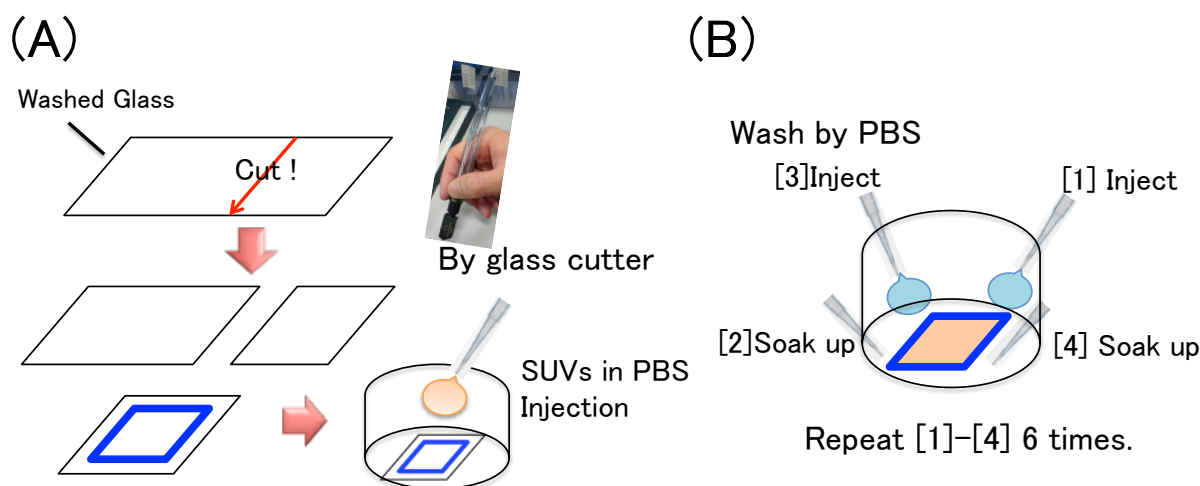 (A)
Washed Glass
Cut !
By glass cutter
SUVs in PBS
Injection
(B)
Wash by PBS
[3]Inject
[1] Inject
[2]Soak up
[4] Soak up
Repeat [1]-[4] 6 times.